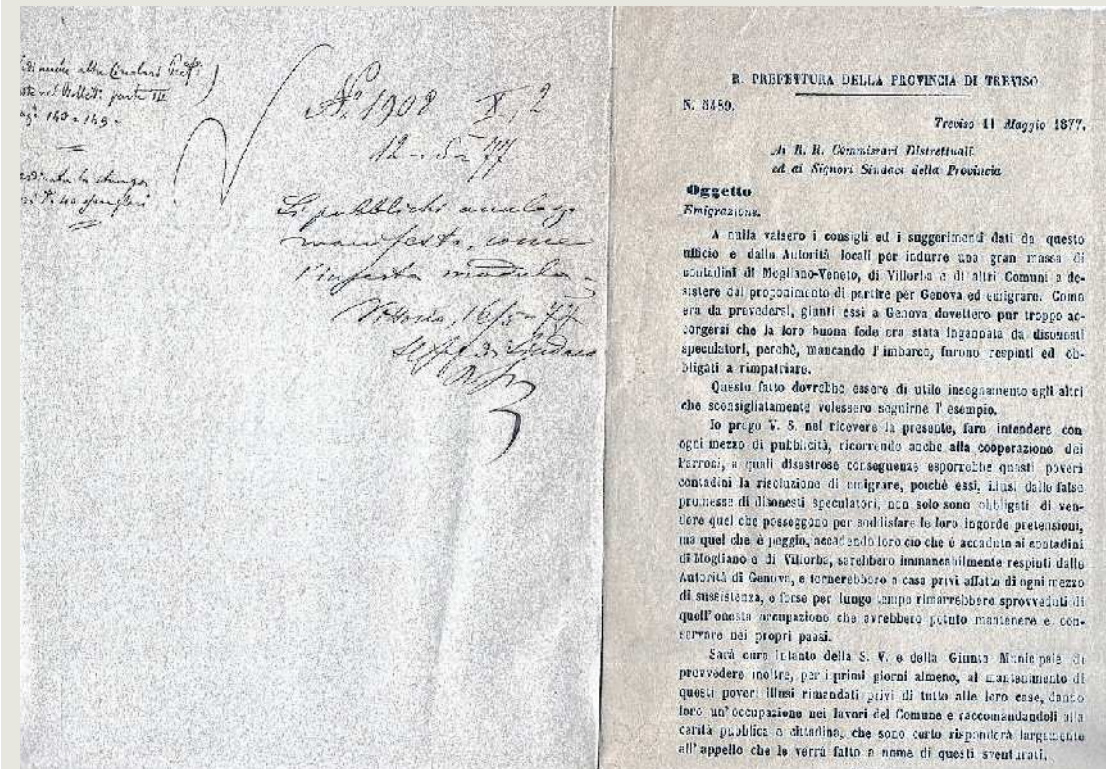 N.º 1908 X, 2
12-5-77
Si pubblichi analogo
manifesto, come
Vittorio, 16/5-77
R. PREFETTURA DELLA PROVINCIA DI TREVISO
N. 5489.
Treviso 11 Maggio 1877.
Ai R. R. Commissari Distrettuali
ed ai Signori Sindaci della Provincia
Oggetto
Emigrazione.
A nulla valsero i consigli ed i suggerimenti dati da questo
ufficio e dalle Autorità locali per indurre una gran massa di
contadini di Mogliano-Veneto, di Villorba e di altri Comuni a de-
sistere dal proponimento di partire per Genova ed emigrare. Come
era da prevedersi, giunti essi a Genova dovettero pur troppo ac-
corgersi che la loro buona fede era stata ingannata da disonesti
speculatori, perchè, mancando l'imbarco, furono respinti ed ob-
bligati a rimpatriare.
Questo fatto dovrebbe essere di utile insegnamento agli altri
che sconsigliatamente volessero seguirne l'esempio.
Io prego V. S. nel ricevere la presente, fare intendere con
ogni mezzo di pubblicità, ricorrendo anche alla cooperazione dei
Parroci, a quali disastrose conseguenze esporrebbe questi poveri
contadini la risoluzione di emigrare, poichè essi, illusi dalle false
promesse di disonesti speculatori, non solo sono obbligati di ven-
dere quel che posseggono per soddisfare le loro ingorde pretensioni,
ma quel che è peggio, accadendo loro ciò che è accaduto ai contadini
di Mogliano e di Villorba, sarebbero immancabilmente respinti dalle
Autorità di Genova, e tornerebbero a casa privi affatto di ogni mezzo
di sussistenza, e forse per lungo tempo rimarrebbero sprovveduti di
quell'onesta occupazione che avrebbero potuto mantenere e con-
servare nei propri paesi.
Sarà cura intanto della S. V. e della Giunta Municipale di
provvedere inoltre, per i primi giorni almeno, al mantenimento di
questi poveri illusi rimandati privi di tutto alle loro case, dando
loro un'occupazione nei lavori del Comune e raccomandandoli alla
carità pubblica e cittadina, che sono certo risponderà largamente
all'appello che le verrà fatto a nome di questi sventurati.